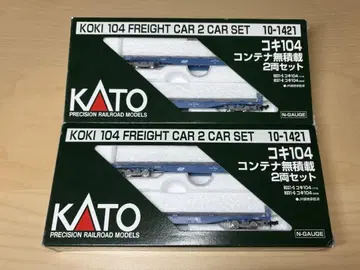 KOKI 104 FREIGHT CAR 2 CAR SET 10-1421
コキ104
コンテナ無積載
2両セット
KATO
PRECISION RAILROAD MODELS
N-GAUGE
KOKI 104 FREIGHT CAR 2 CAR SET 10-1421
コキ104
コンテナ無積載
2両セット
KATO
PRECISION RAILROAD MODELS
N-GAUGE